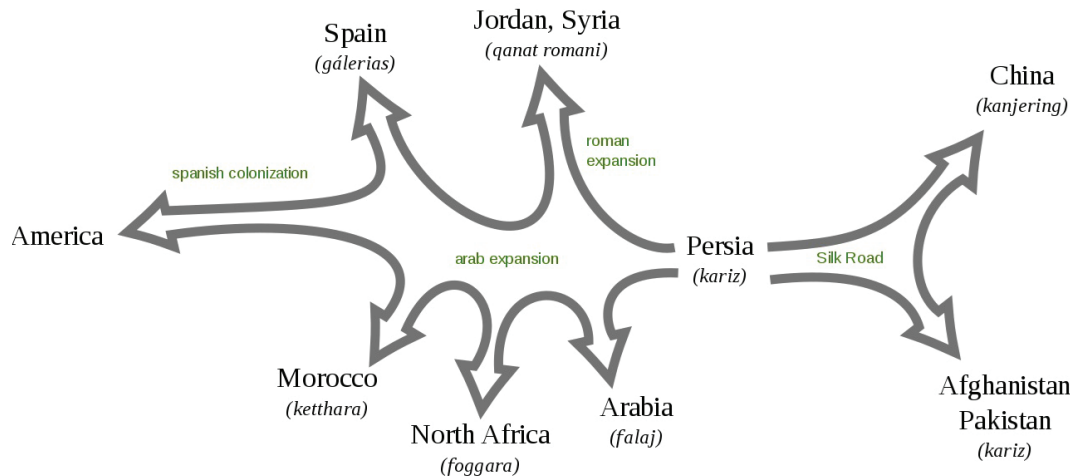 Spain
(gálerias)
Jordan, Syria
(qanat romani)
China
(kanjering)
roman
expansion
spanish colonization
America
arab expansion
Persia
(kariz)
Silk Road
Morocco
(ketthara)
North Africa
(foggara)
Arabia
(falaj)
Afghanistan
Pakistan
(kariz)